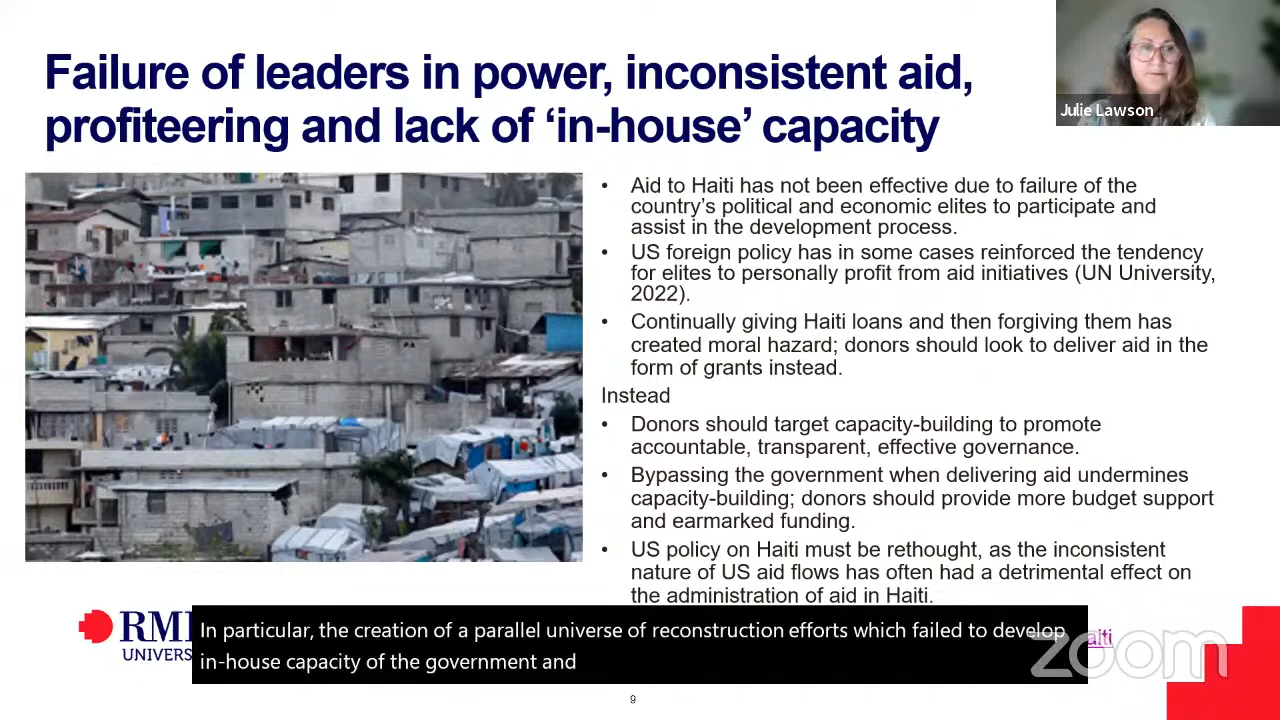 Failure of leaders in power, inconsistent aid,
profiteering and lack of ‘in-house’ capacity
Julie Lawson
• Aid to Haiti has not been effective due to failure of the
country’s political and economic elites to participate and
assist in the development process.
• US foreign policy has in some cases reinforced the tendency
for elites to personally profit from aid initiatives (UN University,
2022).
• Continually giving Haiti loans and then forgiving them has
created moral hazard; donors should look to deliver aid in the
form of grants instead.
Instead
• Donors should target capacity-building to promote
accountable, transparent, effective governance.
• Bypassing the government when delivering aid undermines
capacity-building; donors should provide more budget support
and earmarked funding.
• US policy on Haiti must be rethought, as the inconsistent
nature of US aid flows has often had a detrimental effect on
the administration of aid in Haiti.
In particular, the creation of a parallel universe of reconstruction efforts which failed to develop
in-house capacity of the government and
zoom
9